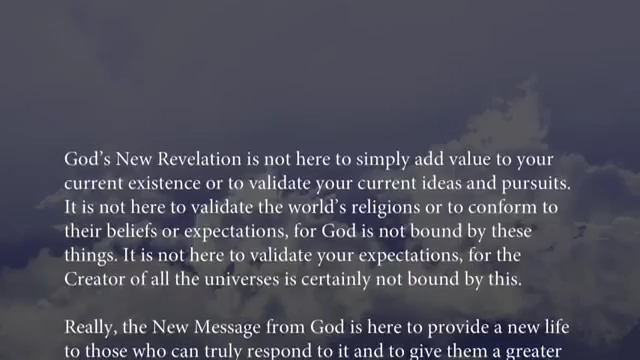 God's New Revelation is not here to simply add value to your
current existence or to validate your current ideas and pursuits.
It is not here to validate the world's religions or to conform to
their beliefs or expectations, for God is not bound by these
things. It is not here to validate your expectations, for the
Creator of all the universes is certainly not bound by this.
Really, the New Message from God is here to provide a new life
to those who can truly respond to it and to give them a greater